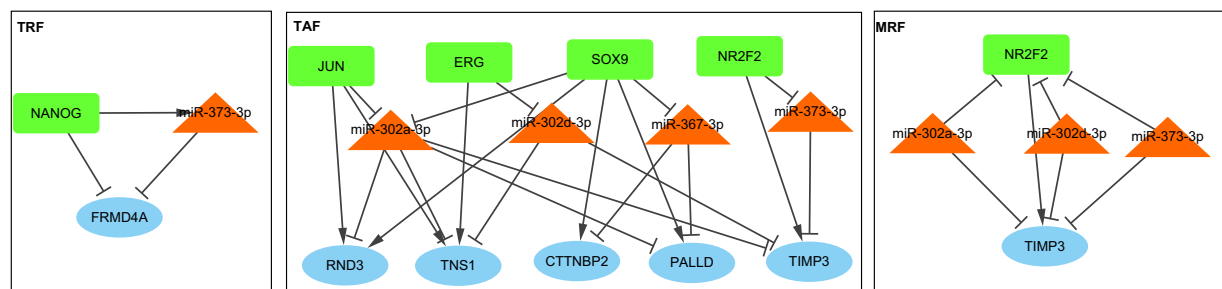 TRF
NANOG
miR-373-3p
FRMD4A
TAF
JUN
ERG
SOX9
NR2F2
miR-302a-3p
miR-302d-3p
miR-367-3p
miR-373-3p
RND3
TNS1
CTTNBP2
PALLD
TIMP3
MRF
NR2F2
miR-302a-3p
miR-302d-3p
miR-373-3p
TIMP3